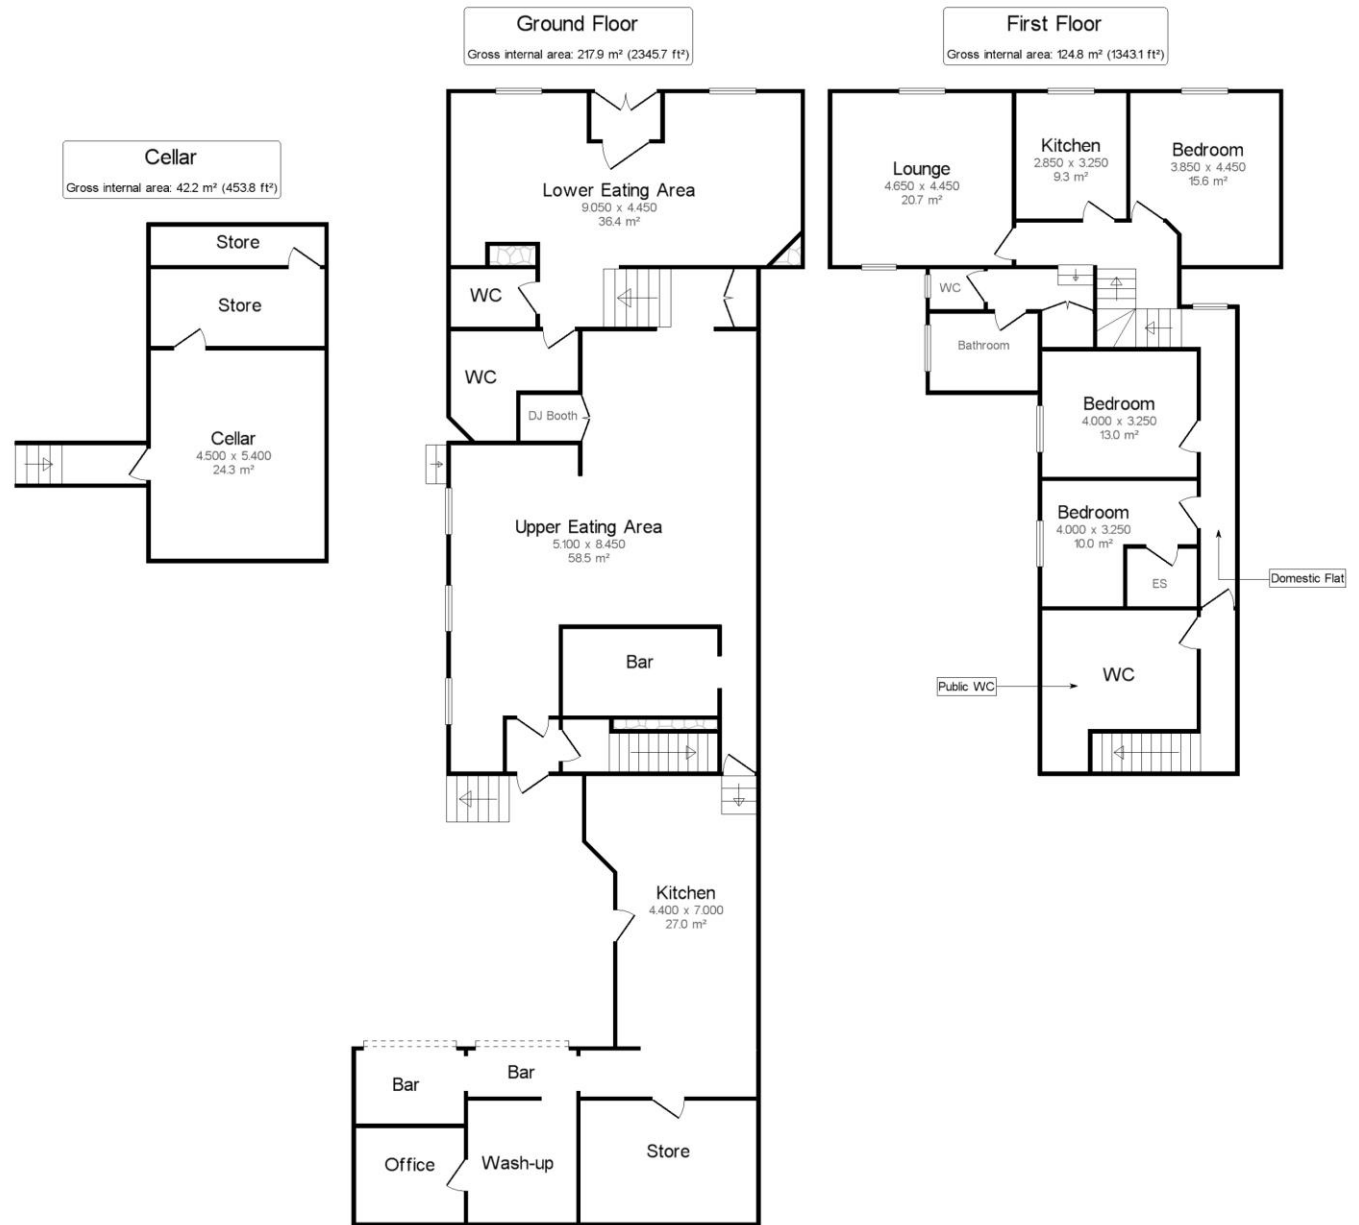 Ground Floor
Gross internal area: 217.9 m² (2345.7 ft²)
First Floor
Gross internal area: 124.8 m² (1343.1 ft²)
Cellar
Gross internal area: 42.2 m² (453.8 ft²)
Store
Store
Cellar
4.500 x 5.400
24.3 m²
Lower Eating Area
9.050 x 4.450
36.4 m²
WC
WC
DJ Booth
Upper Eating Area
5.100 x 8.450
58.5 m²
Bar
Kitchen
4.400 x 7.000
27.0 m²
Bar
Bar
Office
Wash-up
Store
Lounge
4.650 x 4.450
20.7 m²
Kitchen
2.850 x 3.250
9.3 m²
Bedroom
3.850 x 4.450
15.6 m²
WC
Bathroom
Bedroom
4.000 x 3.250
13.0 m²
Bedroom
4.000 x 3.250
10.0 m²
ES
Domestic Flat
Public WC
WC